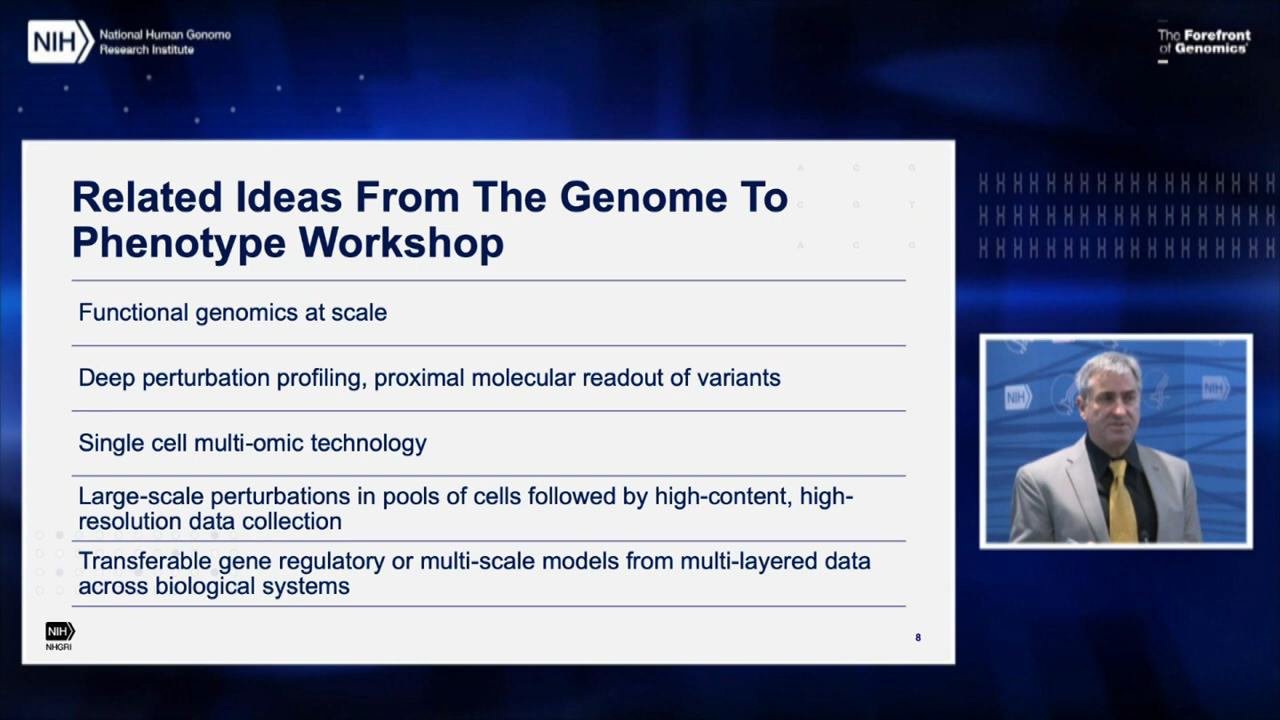 NIH
National Human Genome
Research Institute
The Forefront
of Genomics®
Related Ideas From The Genome To
Phenotype Workshop
A C G
C G T
A C G
Functional genomics at scale
Deep perturbation profiling, proximal molecular readout of variants
Single cell multi-omic technology
Large-scale perturbations in pools of cells followed by high-content, high-
resolution data collection
Transferable gene regulatory or multi-scale models from multi-layered data
across biological systems
NIH
NHGRI
8
NIH
NIH